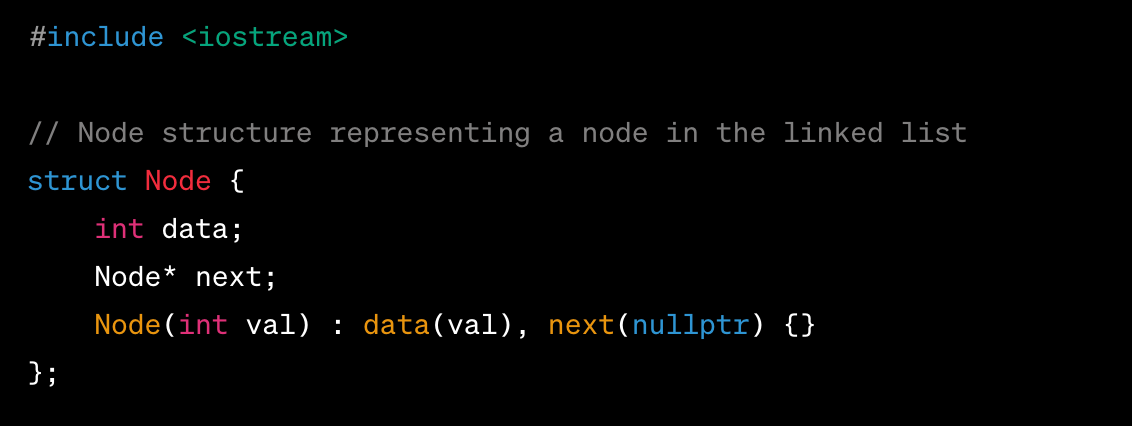 #include <iostream>
// Node structure representing a node in the linked list
struct Node {
    int data;
    Node* next;
    Node(int val) : data(val), next(nullptr) {}
};